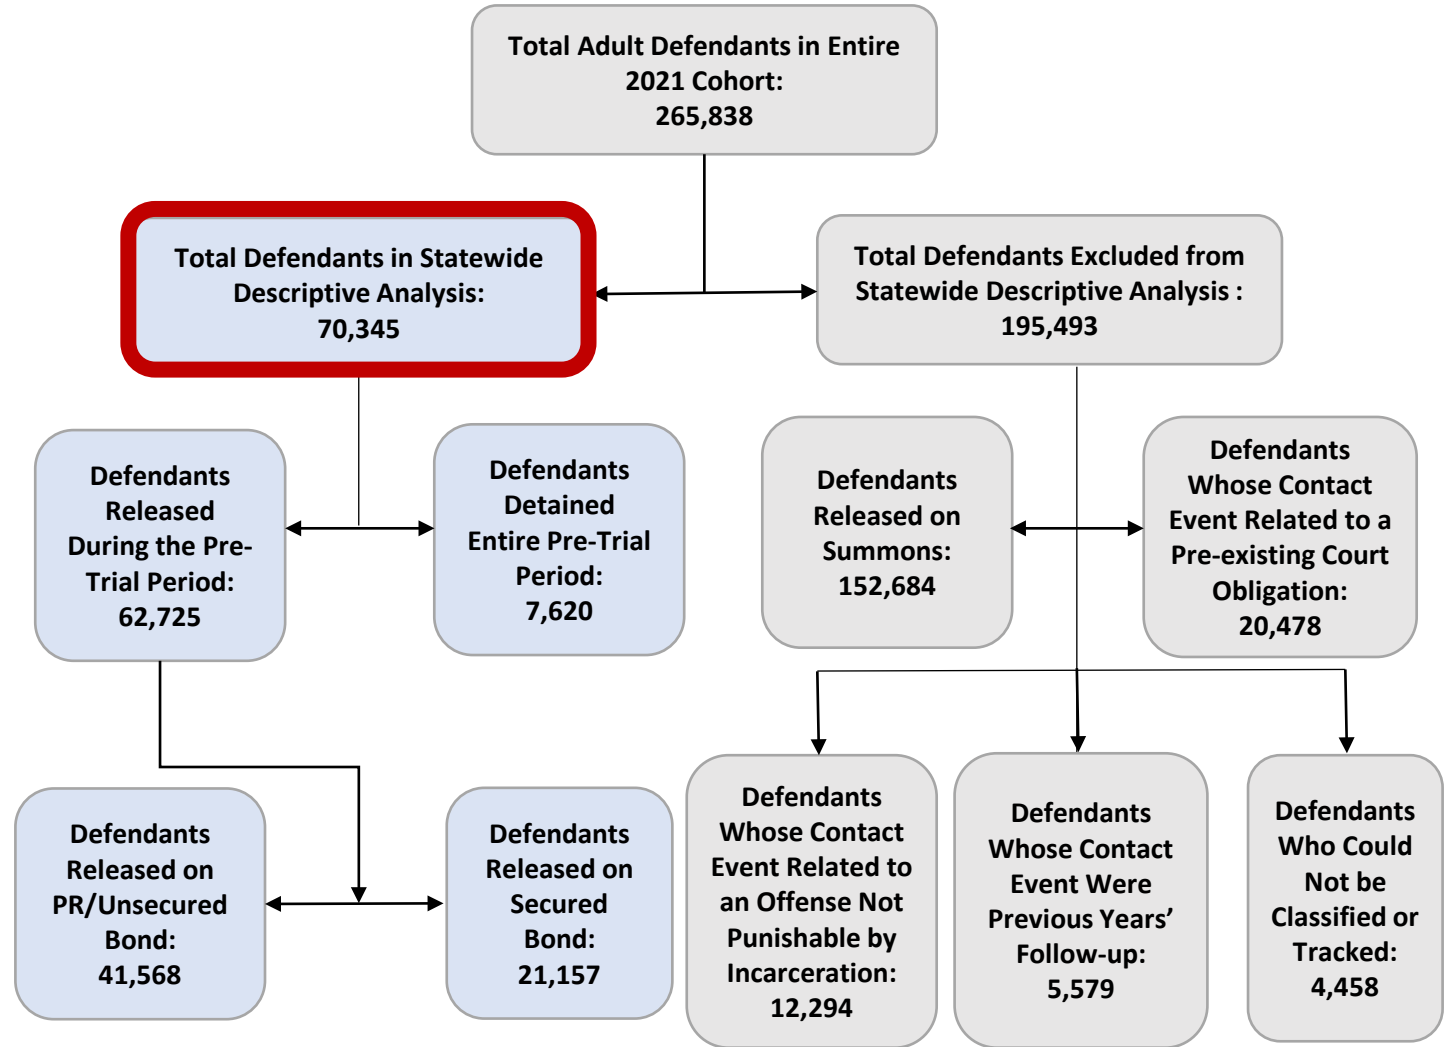 Total Adult Defendants in Entire
2021 Cohort:
265,838
Total Defendants in Statewide
Descriptive Analysis:
70,345
Total Defendants Excluded from
Statewide Descriptive Analysis :
195,493
Defendants
Released
During the Pre-
Trial Period:
62,725
Defendants
Detained
Entire Pre-Trial
Period:
7,620
Defendants
Released on
Summons:
152,684
Defendants
Whose Contact
Event Related to a
Pre-existing Court
Obligation:
20,478
Defendants
Released on
PR/Unsecured
Bond:
41,568
Defendants
Released on
Secured
Bond:
21,157
Defendants
Whose Contact
Event Related to
an Offense Not
Punishable by
Incarceration:
12,294
Defendants
Whose Contact
Event Were
Previous Years’
Follow-up:
5,579
Defendants
Who Could
Not be
Classified or
Tracked:
4,458